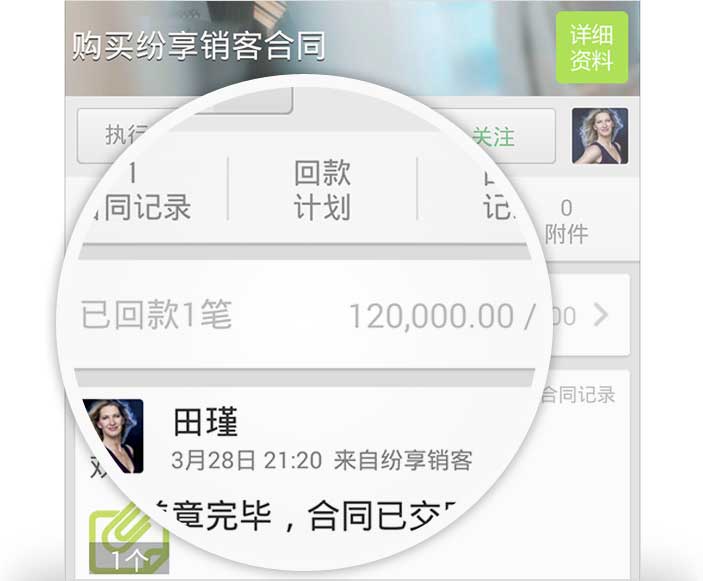 购买纷享销客合同
详细
资料
执行
关注
1
同记录
回款
计划
记
0
附件
已回款1笔
120,000.00 /
00
合同记录
田瑾
3月28日 21:20 来自纷享销客
章完毕，合同已交
1个